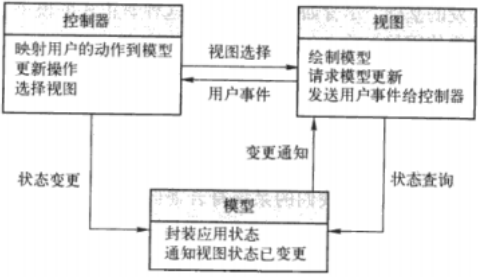 控制器
映射用户的动作到模型
更新操作
选择视图
视图选择
用户事件
视图
绘制模型
请求模型更新
发送用户事件给控制器
状态变更
变更通知
状态查询
模型
封装应用状态
通知视图状态已变更